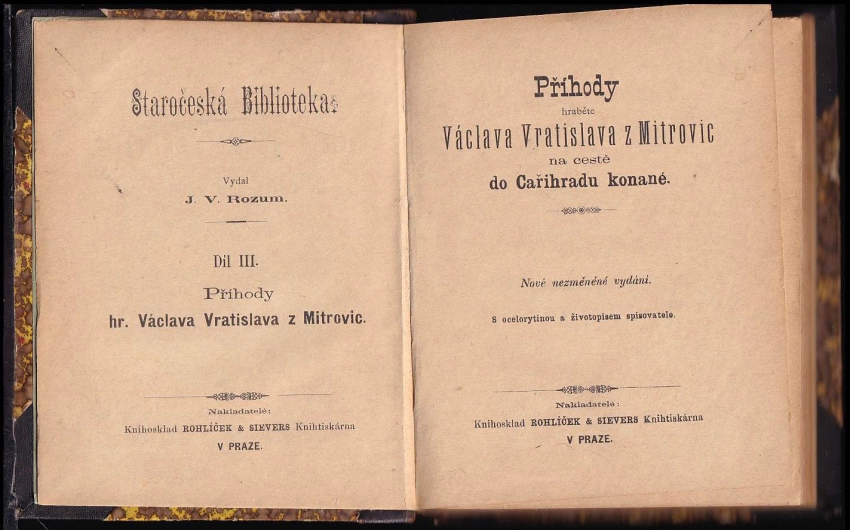 Staročeská Biblioteka.
Vydal
J. V. Rozum.
Díl III.
Příhody
hr. Václava Vratislava z Mitrovic.
Nakladatelé:
Knihosklad ROHLÍČEK & SIEVERS Knihtiskárna
V PRAZE.
Příhody
hraběte
Václava Vratislava z Mitrovic
na cestě
do Cařihradu konané.
Nové nezměněné vydání.
S ocelorytinou a životopisem spisovatele.
Nakladatelé:
Knihosklad ROHLÍČEK & SIEVERS Knihtiskárna
V PRAZE.